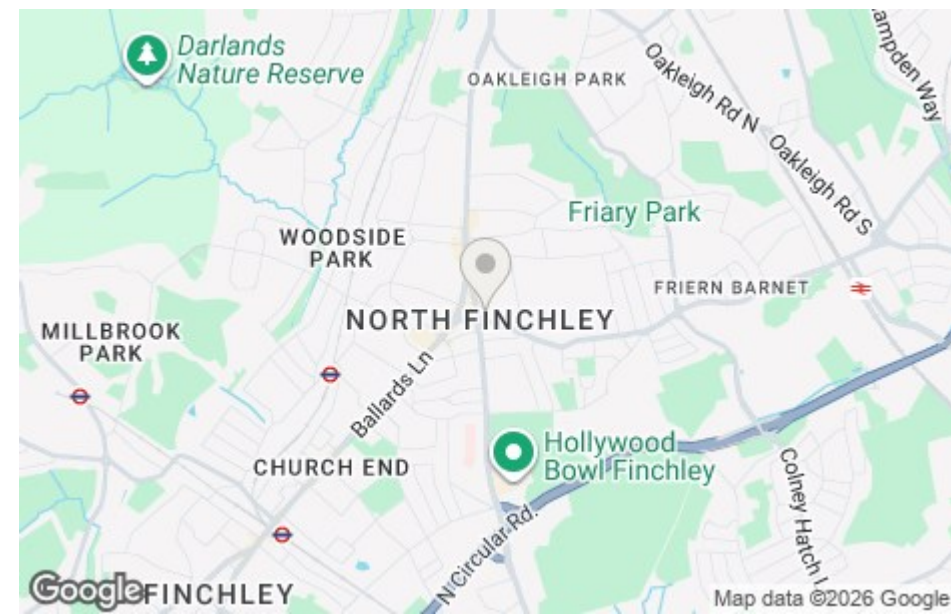 Darlands
Nature Reserve
OAKLEIGH PARK
Oakleigh Rd N
Oakleigh Rd S
Hampden Way
Friary Park
WOODSIDE
PARK
FRIERN BARNET
NORTH FINCHLEY
MILLBROOK
PARK
Ballards Ln
Hollywood
Bowl Finchley
CHURCH END
Colney Hatch L
N Circular Rd.
Google
FINCHLEY
Map data ©2026 Google